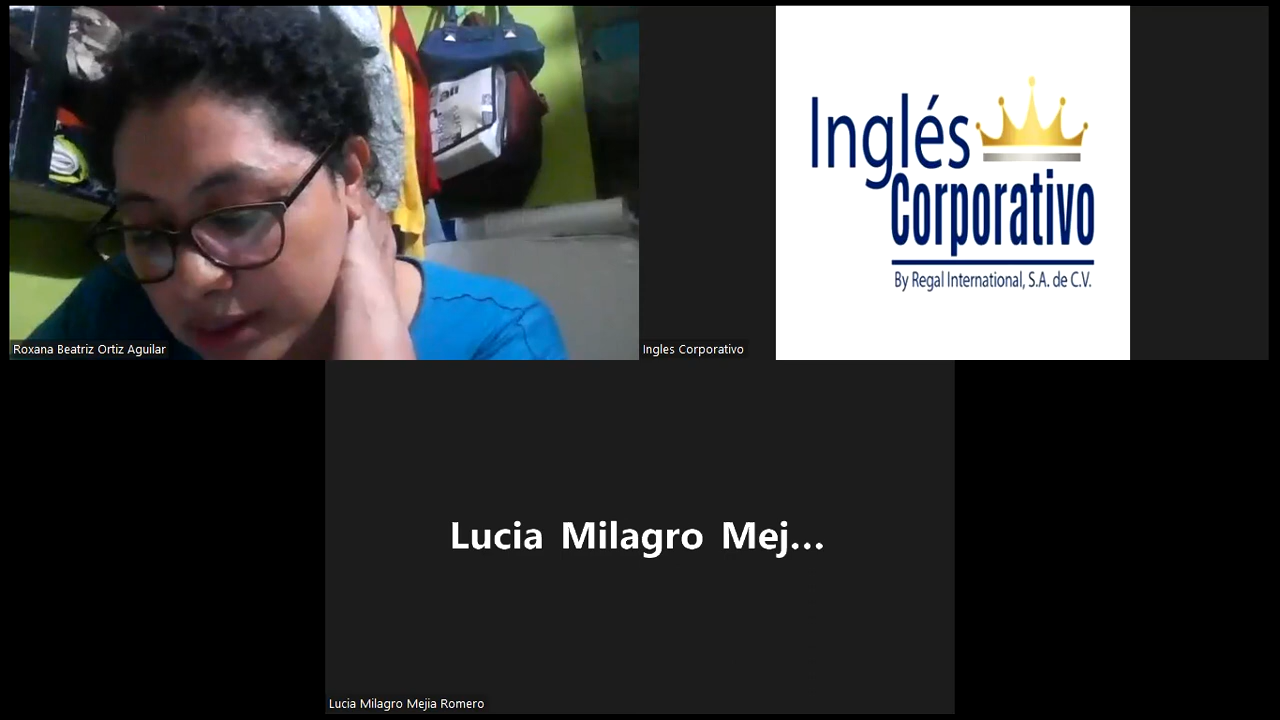 Inglés
Corporativo
By Regal International, S.A. de C.V.
Roxana Beatriz Ortiz Aguilar
Ingles Corporativo
Lucia Milagro Mej...
Lucia Milagro Mejia Romero